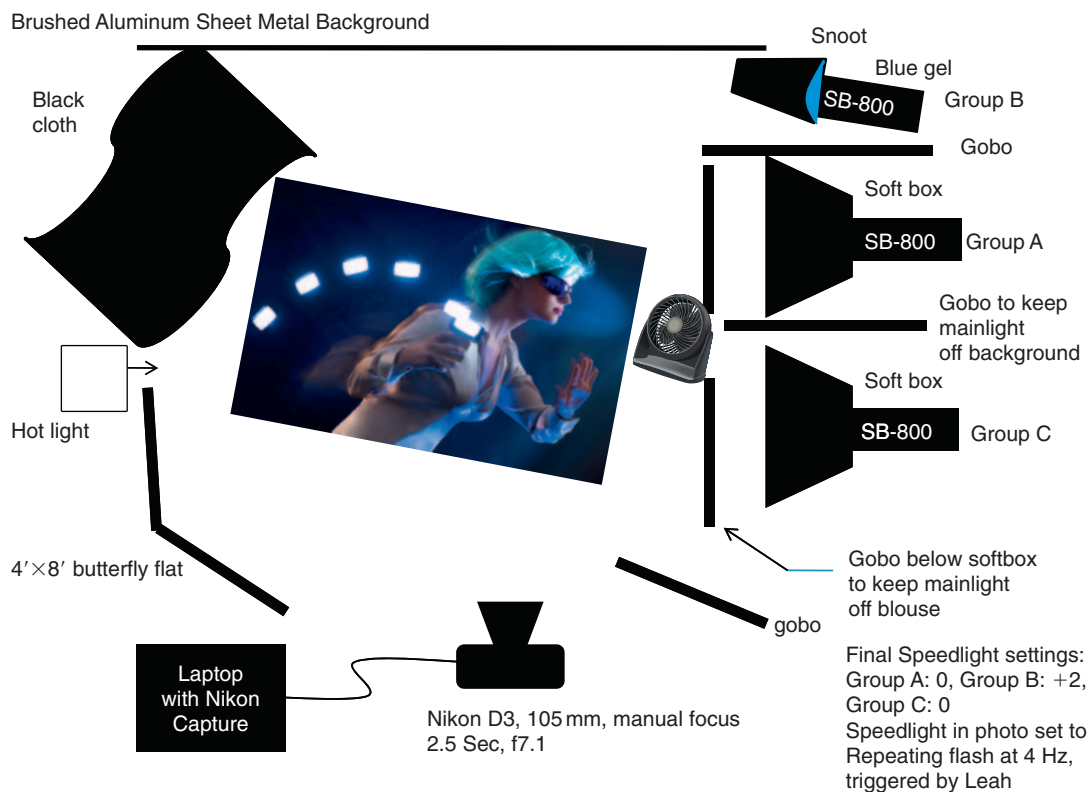 Brushed Aluminum Sheet Metal Background
Snoot
Blue gel
SB-800
Group B
Black
cloth
Gobo
Soft box
SB-800
Group A
Gobo to keep
mainlight
off background
Hot light
Soft box
SB-800
Group C
4′×8′ butterfly flat
Gobo below softbox
to keep mainlight
off blouse
gobo
Laptop
with Nikon
Capture
Nikon D3, 105 mm, manual focus
2.5 Sec, f7.1
Final Speedlight settings:
Group A: 0, Group B: +2,
Group C: 0
Speedlight in photo set to
Repeating flash at 4 Hz,
triggered by Leah